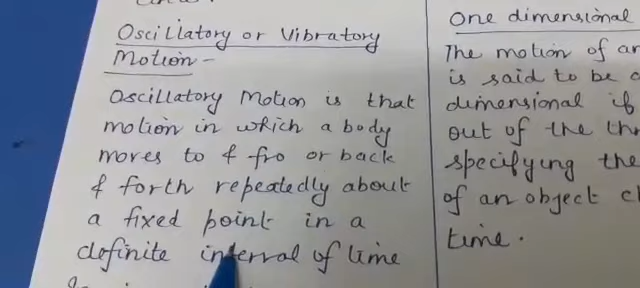 Oscillatory or Vibratory
Motion -
Oscillatory Motion is that
motion in which a body
moves to & fro or back
& forth repeatedly about
a fixed point in a
definite interval of time
One dimensional
The motion of an
is said to be
dimensional if
out of the
specifying the
of an object
time.